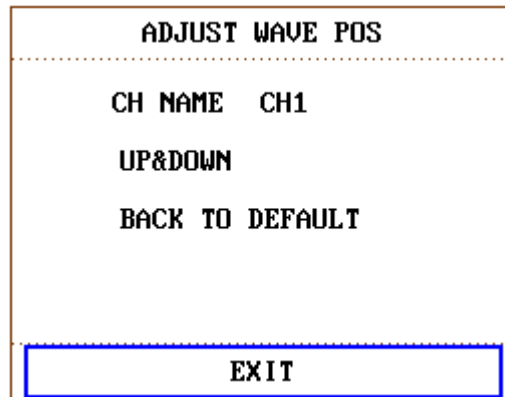 ADJUST WAVE POS
CH NAME CH1
UP&DOWN
BACK TO DEFAULT
EXIT